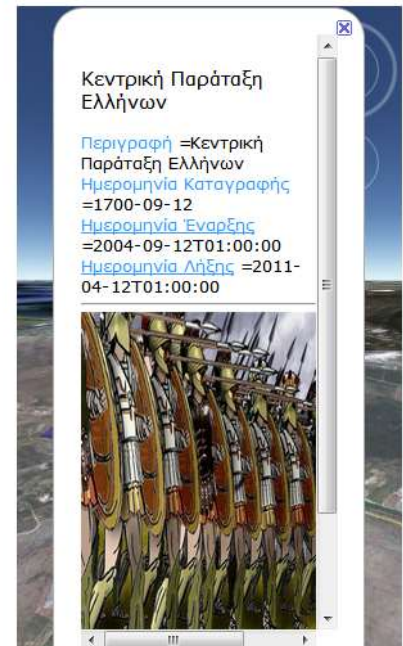 Κεντρική Παράταξη
Ελλήνων
Περιγραφή =Κεντρική
Παράταξη Ελλήνων
Ημερομηνία Καταγραφής
=1700-09-12
Ημερομηνία Έναρξης
=2004-09-12T01:00:00
Ημερομηνία Λήξης =2011-
04-12T01:00:00